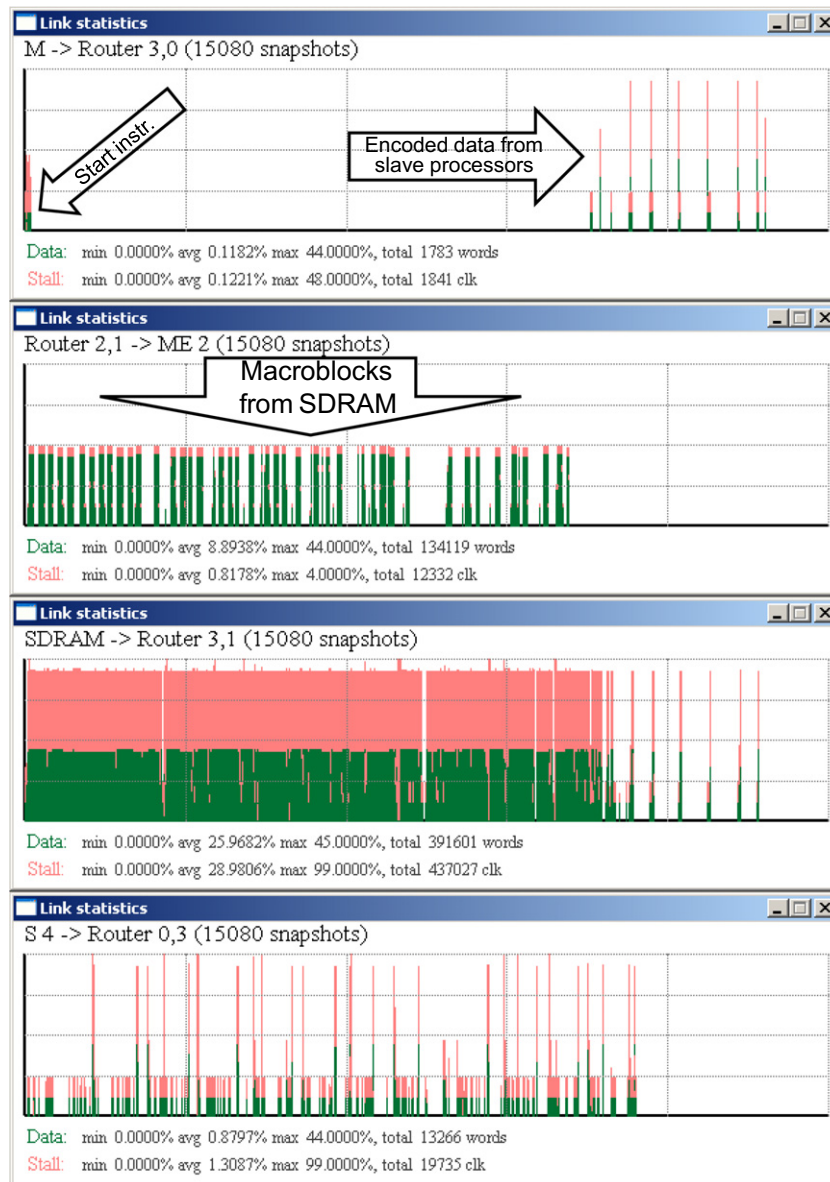 Link statistics
M -> Router 3,0 (15080 snapshots)
Start instr.
Encoded data from
slave processors
Data: min 0.0000% avg 0.1182% max 44.0000%, total 1783 words
Stall: min 0.0000% avg 0.1221% max 48.0000%, total 1841 clk
Link statistics
Router 2,1 -> ME 2 (15080 snapshots)
Macroblocks
from SDRAM
Data: min 0.0000% avg 8.8938% max 44.0000%, total 134119 words
Stall: min 0.0000% avg 0.8178% max 4.0000%, total 12332 clk
Link statistics
SDRAM -> Router 3,1 (15080 snapshots)
Data: min 0.0000% avg 25.9682% max 45.0000%, total 391601 words
Stall: min 0.0000% avg 28.9806% max 99.0000%, total 437027 clk
Link statistics
S 4 -> Router 0,3 (15080 snapshots)
Data: min 0.0000% avg 0.8797% max 44.0000%, total 13266 words
Stall: min 0.0000% avg 1.3087% max 99.0000%, total 19735 clk